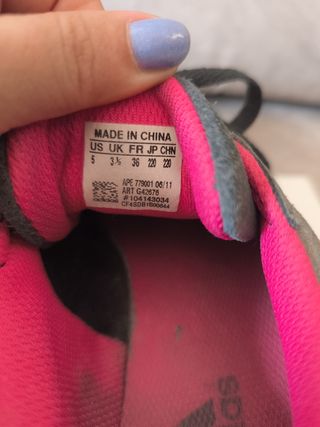 MADE IN CHINA
US UK FR JP CHN
5 3½ 36 220 220
APE 779001 06/11
ART G42676
#104143034